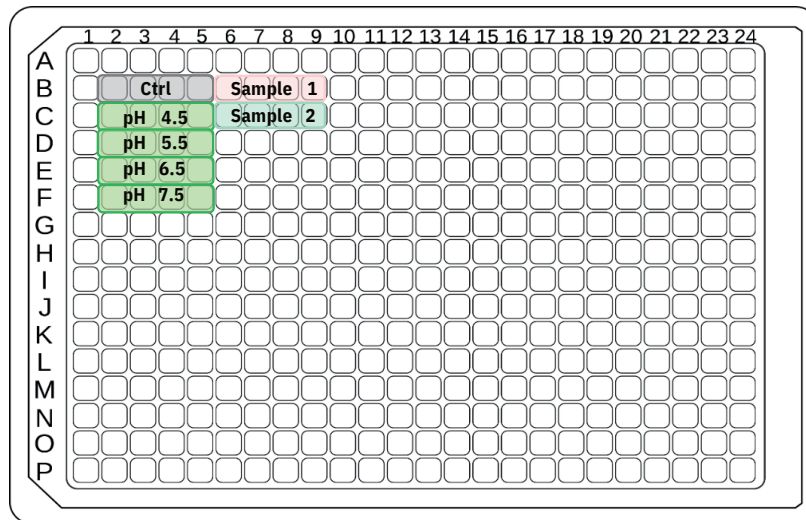 1 2 3 4 5 6 7 8 9 10 11 12 13 14 15 16 17 18 19 20 21 22 23 24
A
B Ctrl Sample 1
C pH 4.5 Sample 2
D pH 5.5
E pH 6.5
F pH 7.5
G
H
I
J
K
L
M
N
O
P